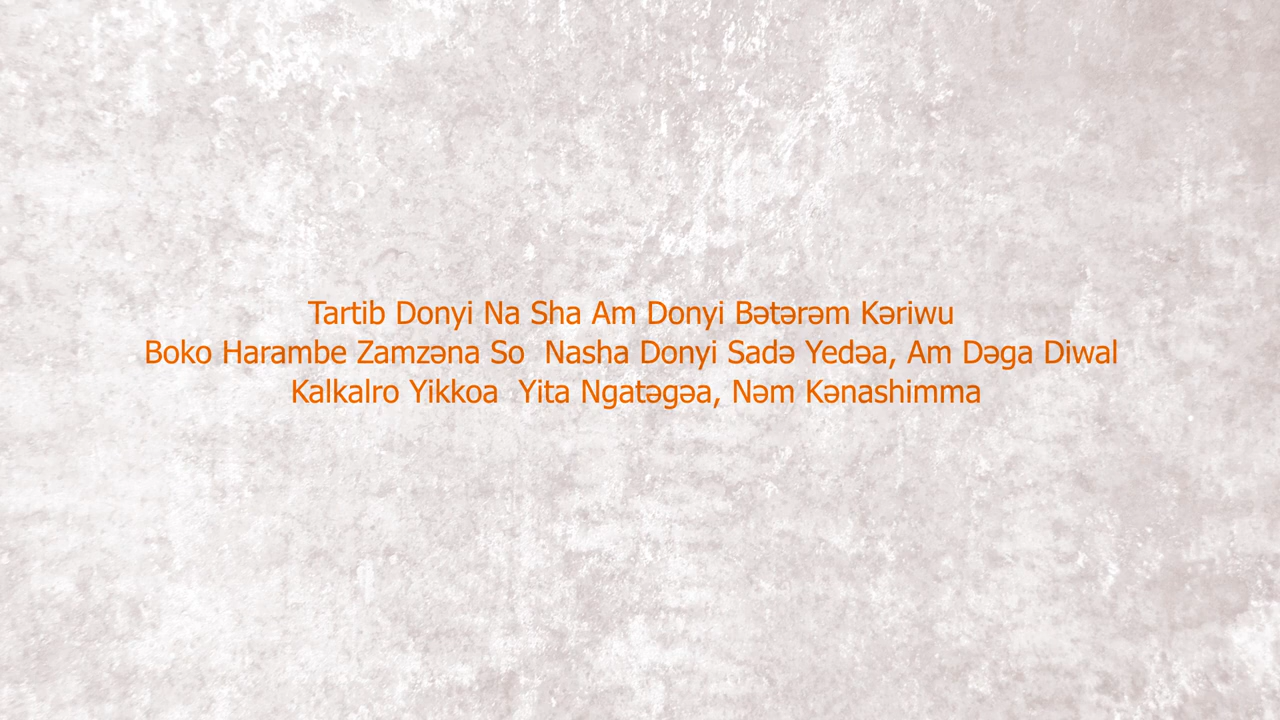 Tartib Donyi Na Sha Am Donyi Bətərəm Kəriwu
Boko Harambe Zamzəna So Nasha Donyi Sadə Yedəa, Am Dəga Diwal
Kalkalro Yikkoa Yita Ngatəgəa, Nəm Kənashimma